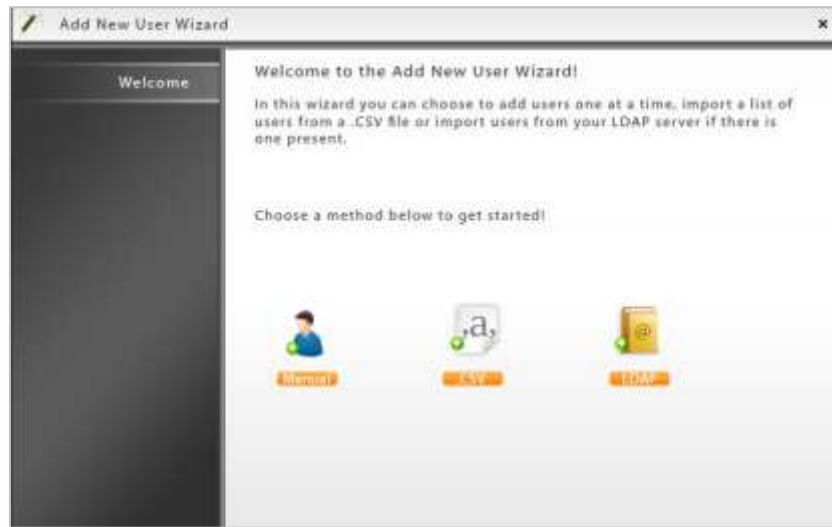 Add New User Wizard
Welcome
Welcome to the Add New User Wizard!
In this wizard you can choose to add users one at a time, import a list of
users from a .CSV file or import users from your LDAP server if there is
one present.
Choose a method below to get started!
,a,
@
Manual
CSV
LDAP